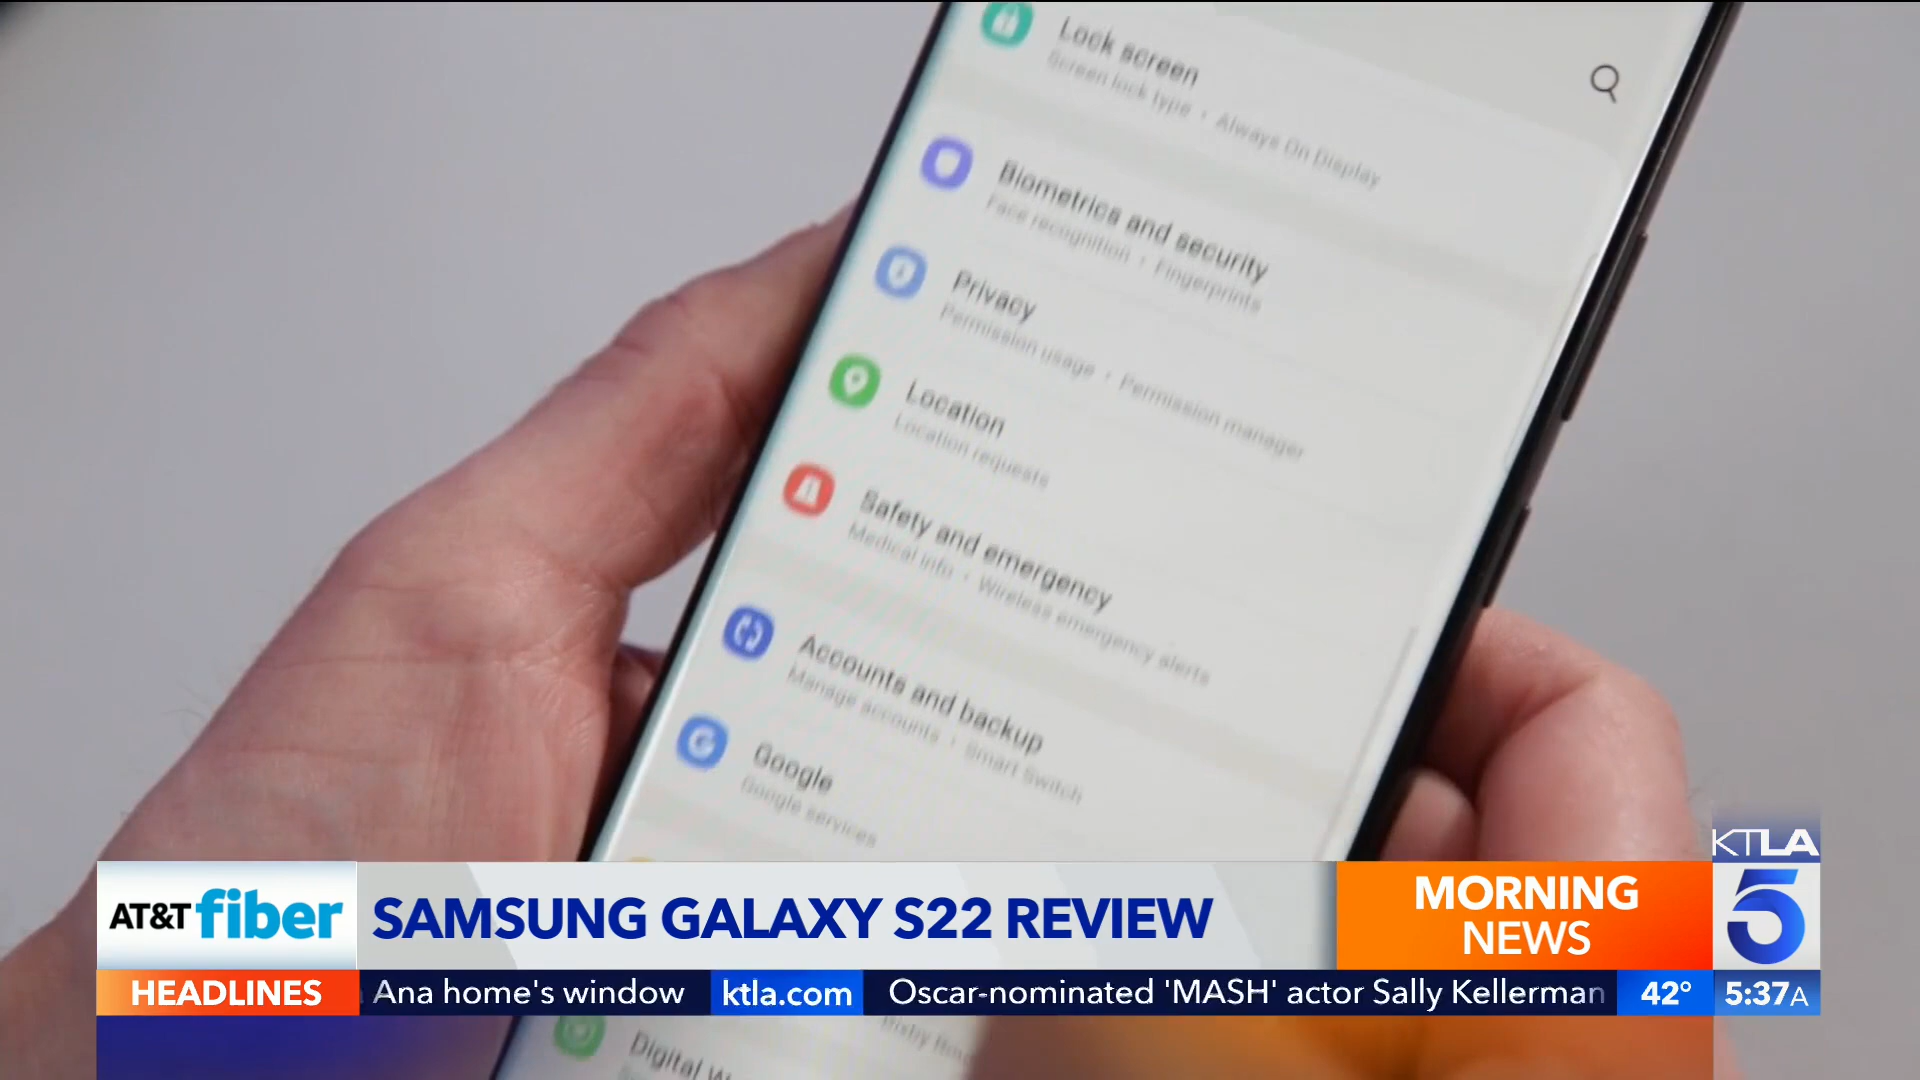 Lock screen
Screen lock type • Always On Display
Biometrics and security
Face recognition • Fingerprints
Privacy
Permission usage • Permission manager
Location
Location requests
Safety and emergency
Medical info • Wireless emergency alerts
Accounts and backup
Manage accounts • Smart Switch
Google
Google services
KTLA
5
AT&T fiber
SAMSUNG GALAXY S22 REVIEW
MORNING
NEWS
HEADLINES
Ana home's window
ktla.com
Oscar-nominated 'MASH' actor Sally Kellerman
42°
5:37A
Digital